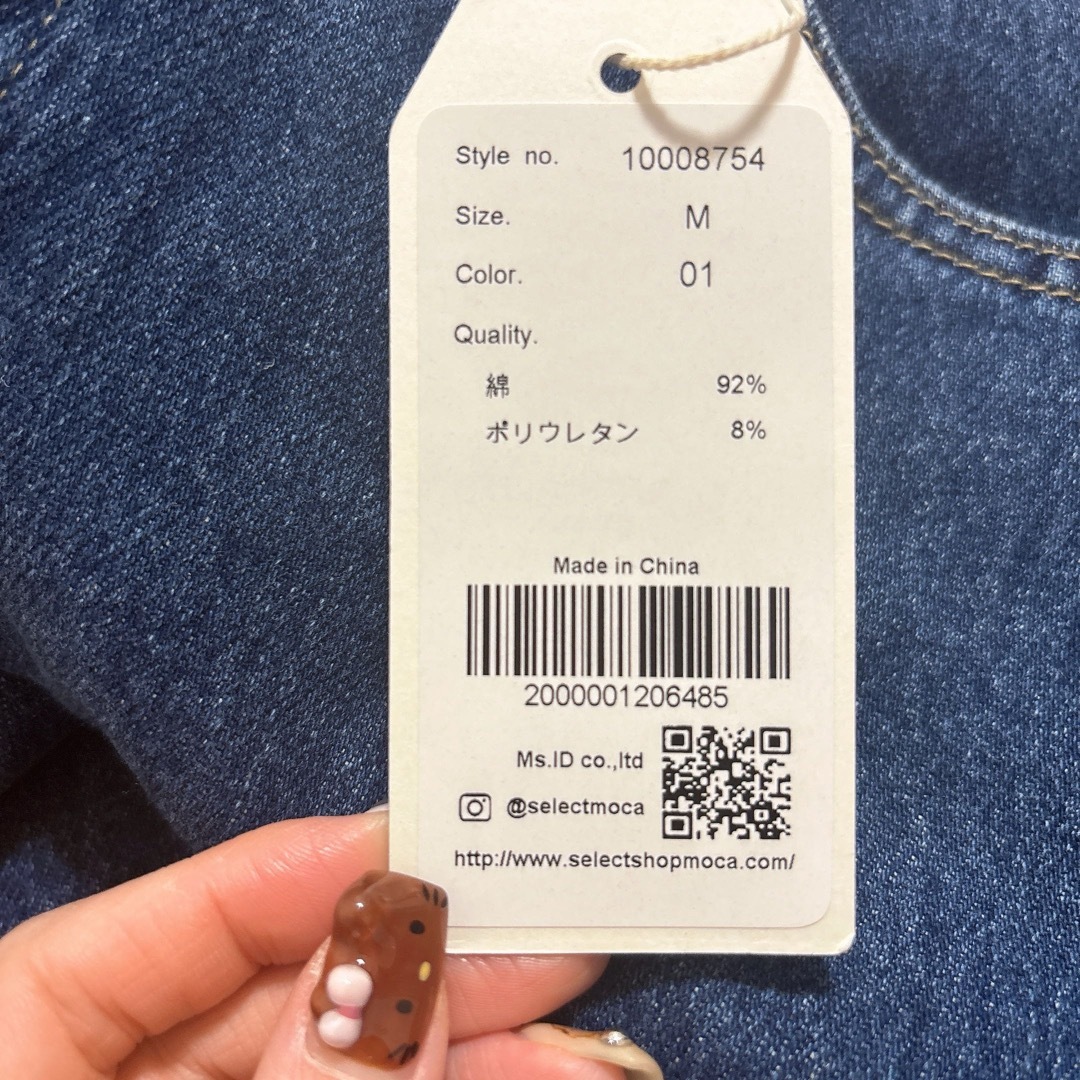 Style no. 10008754
Size. M
Color. 01
Quality.
綿 92%
ポリウレタン 8%
Made in China
2000001206485
Ms.ID co.,ltd
@selectmoca
http://www.selectshopmoca.com/